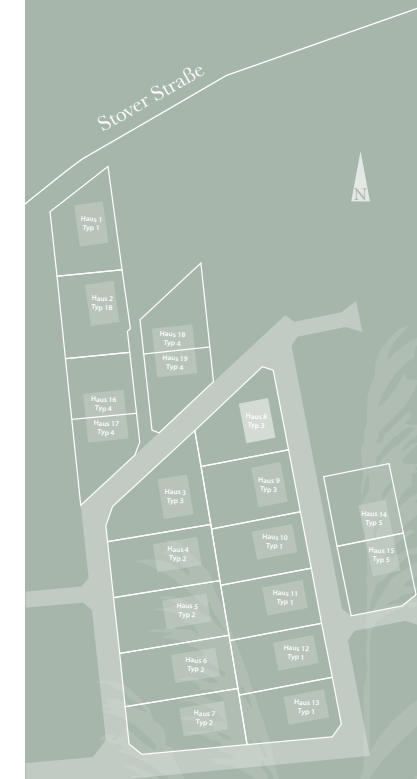 Stover Straße
N
Haus 1
Typ 1
Haus 2
Typ 1B
Haus 18
Typ 4
Haus 19
Typ 4
Haus 16
Typ 4
Haus 17
Typ 4
Haus 8
Typ 3
Haus 3
Typ 3
Haus 9
Typ 3
Haus 14
Typ 5
Haus 4
Typ 2
Haus 10
Typ 1
Haus 15
Typ 5
Haus 5
Typ 2
Haus 11
Typ 1
Haus 6
Typ 2
Haus 12
Typ 1
Haus 7
Typ 2
Haus 13
Typ 1